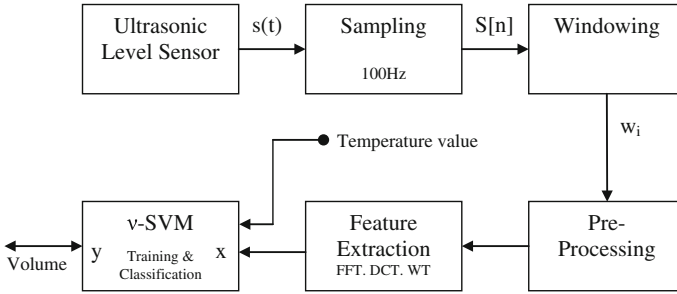 Ultrasonic
Level Sensor
s(t)
Sampling
100Hz
S[n]
Windowing
wi
Temperature value
Volume
y
ν-SVM
Training &
Classification
x
Feature
Extraction
FFT. DCT. WT
Pre-
Processing